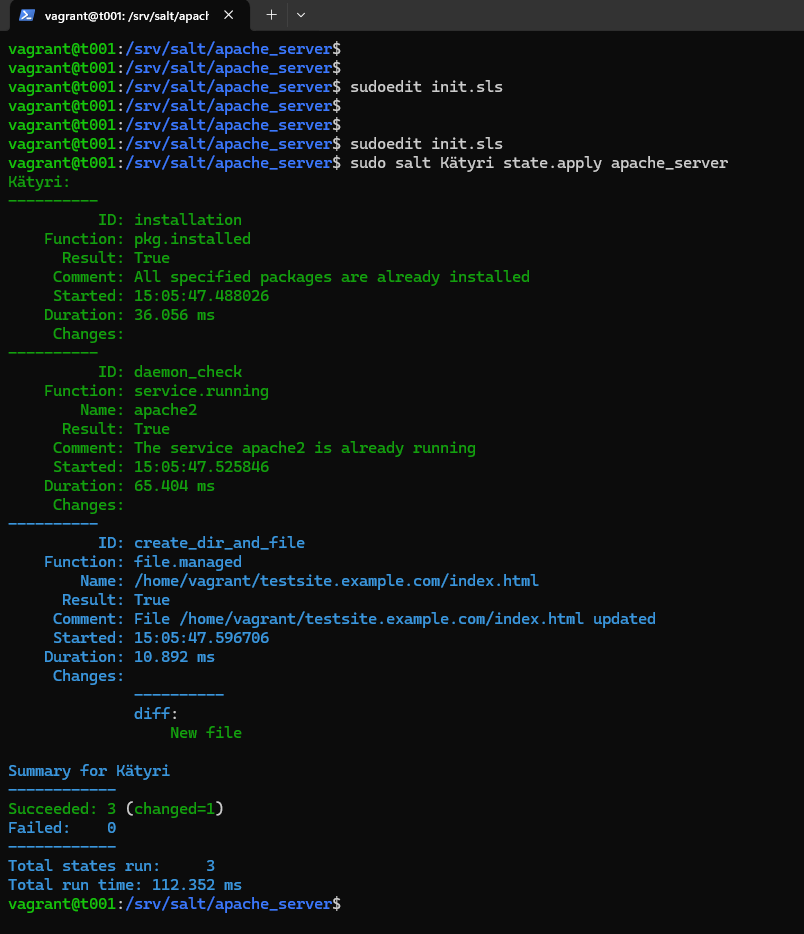 vagrant@t001: /srv/salt/apach
vagrant@t001:/srv/salt/apache_server$
vagrant@t001:/srv/salt/apache_server$
vagrant@t001:/srv/salt/apache_server$ sudoedit init.sls
vagrant@t001:/srv/salt/apache_server$
vagrant@t001:/srv/salt/apache_server$
vagrant@t001:/srv/salt/apache_server$ sudoedit init.sls
vagrant@t001:/srv/salt/apache_server$ sudo salt Kätyri state.apply apache_server
Kätyri:
----------
          ID: installation
    Function: pkg.installed
      Result: True
     Comment: All specified packages are already installed
     Started: 15:05:47.488026
    Duration: 36.056 ms
     Changes:
----------
          ID: daemon_check
    Function: service.running
        Name: apache2
      Result: True
     Comment: The service apache2 is already running
     Started: 15:05:47.525846
    Duration: 65.404 ms
     Changes:
----------
          ID: create_dir_and_file
    Function: file.managed
        Name: /home/vagrant/testsite.example.com/index.html
      Result: True
     Comment: File /home/vagrant/testsite.example.com/index.html updated
     Started: 15:05:47.596706
    Duration: 10.892 ms
     Changes:
              ----------
              diff:
                  New file
Summary for Kätyri
------------
Succeeded: 3 (changed=1)
Failed:    0
------------
Total states run:     3
Total run time: 112.352 ms
vagrant@t001:/srv/salt/apache_server$